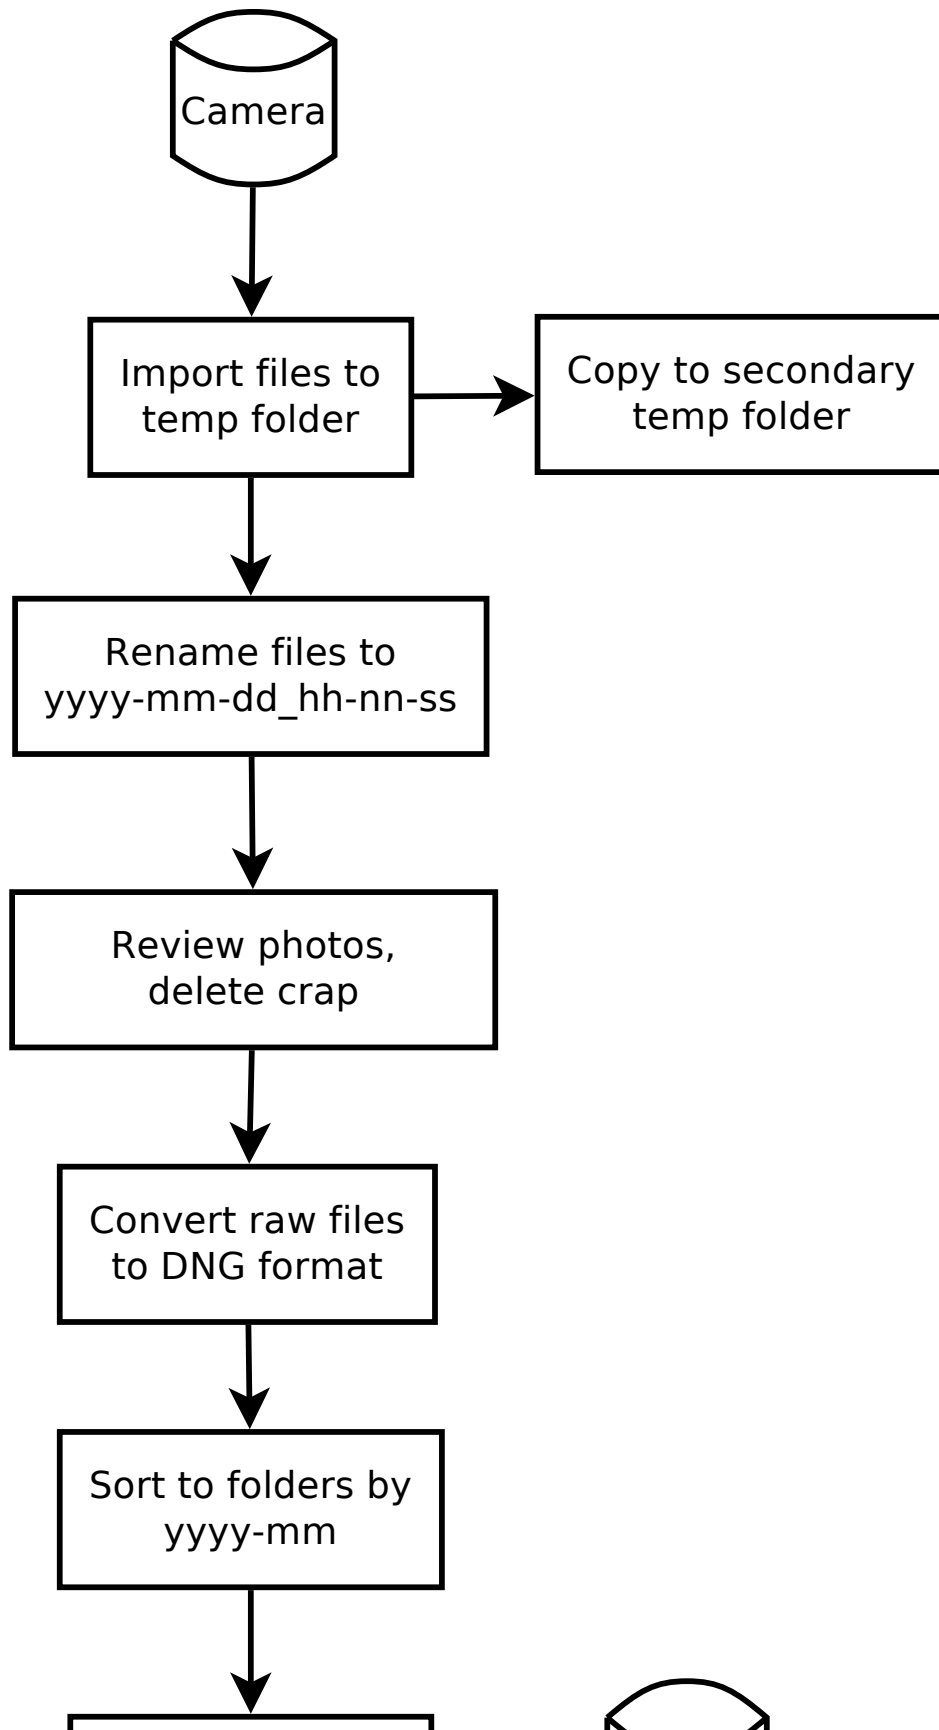 Camera
Import files to
temp folder
Copy to secondary
temp folder
Rename files to
yyyy-mm-dd_hh-nn-ss
Review photos,
delete crap
Convert raw files
to DNG format
Sort to folders by
yyyy-mm